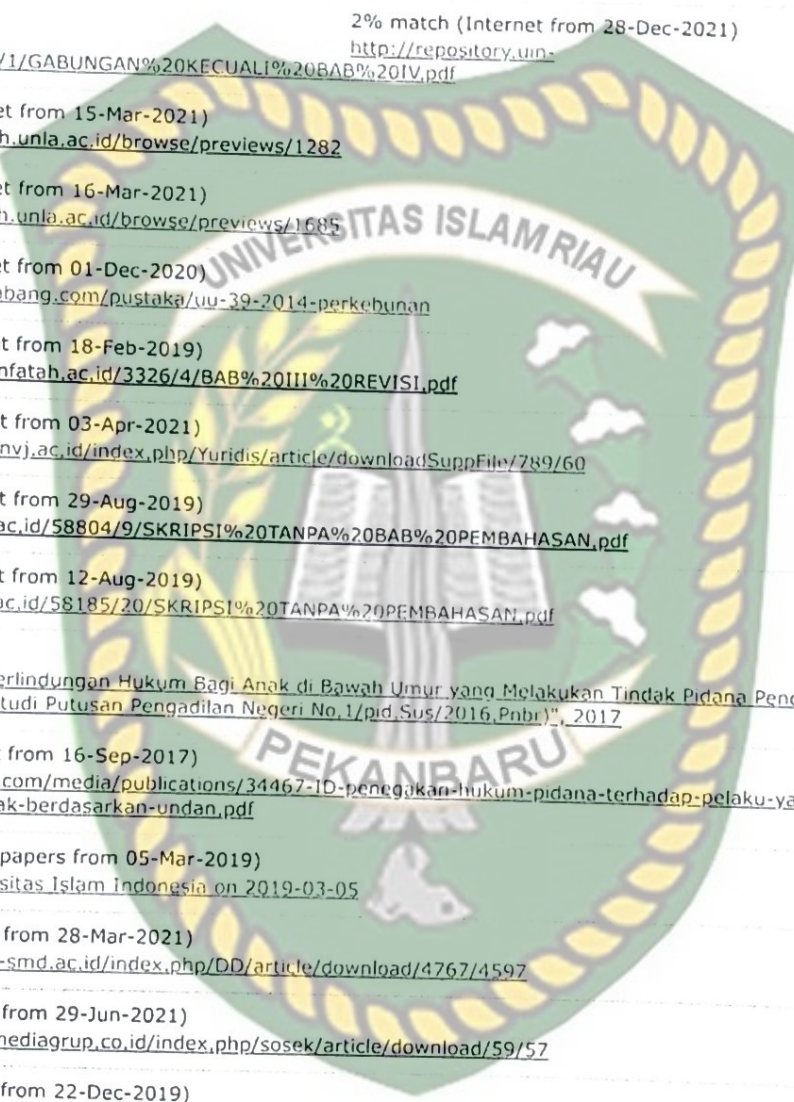 2% match (Internet from 28-Dec-2021)
http://repository.uin-
/1/GABUNGAN%20KECUALI%20BAB%20IV.pdf
et from 15-Mar-2021)
h.unla.ac.id/browse/previews/1282
et from 16-Mar-2021)
h.unla.ac.id/browse/previews/1685
UNIVERSITAS ISLAM RIAU
et from 01-Dec-2020)
bang.com/pustaka/uu-39-2014-perkebunan
t from 18-Feb-2019)
nfatah.ac.id/3326/4/BAB%20III%20REVISI.pdf
t from 03-Apr-2021)
nvj.ac.id/index.php/Yuridis/article/downloadSuppFile/789/60
t from 29-Aug-2019)
ac.id/58804/9/SKRIPSI%20TANPA%20BAB%20PEMBAHASAN.pdf
t from 12-Aug-2019)
ac.id/58185/20/SKRIPSI%20TANPA%20PEMBAHASAN.pdf
erlindungan Hukum Bagi Anak di Bawah Umur yang Melakukan Tindak Pidana Penc
tudi Putusan Pengadilan Negeri No.1/pid.Sus/2016.Pnbr)", 2017
PEKANBARU
t from 16-Sep-2017)
.com/media/publications/34467-ID-penegakan-hukum-pidana-terhadap-pelaku-ya
ak-berdasarkan-undan.pdf
papers from 05-Mar-2019)
sitas Islam Indonesia on 2019-03-05
from 28-Mar-2021)
-smd.ac.id/index.php/DD/article/download/4767/4597
from 29-Jun-2021)
mediagrup.co.id/index.php/sosek/article/download/59/57
from 22-Dec-2019)